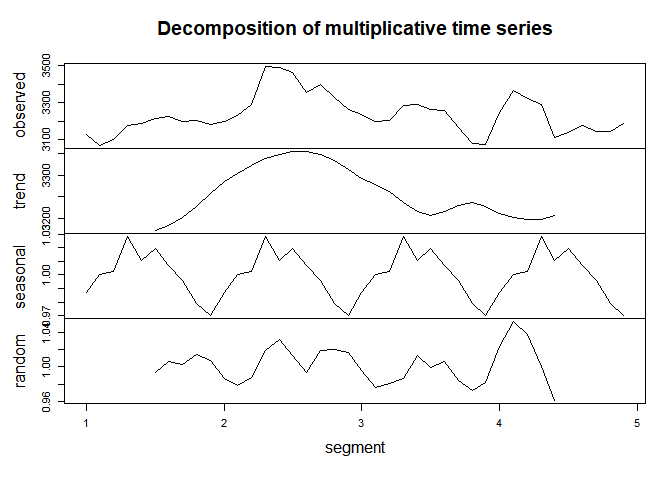 Decomposition of multiplicative time series
observed
3100 3300 3500
trend
3200 3300
seasonal
0.97 1.00 1.03
random
0.96 1.00 1.04
1 2 3 4 5
segment